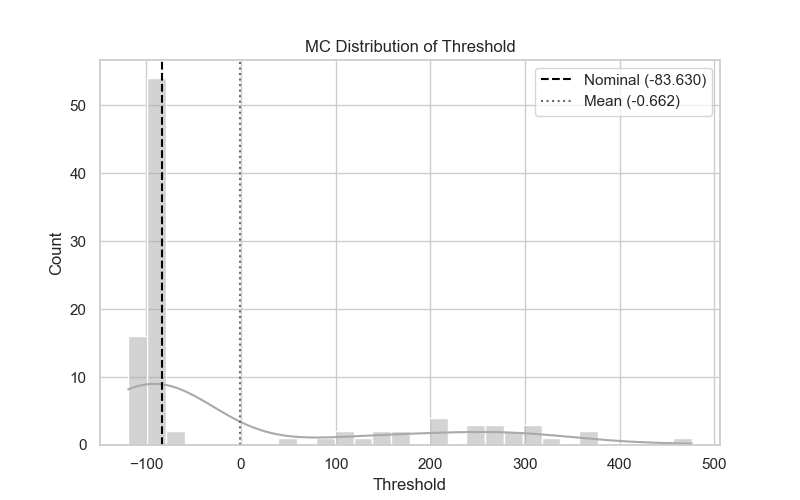 MC Distribution of Threshold
Nominal (-83.630)
Mean (-0.662)
Count
50
40
30
20
10
0
−100
0
100
200
300
400
500
Threshold